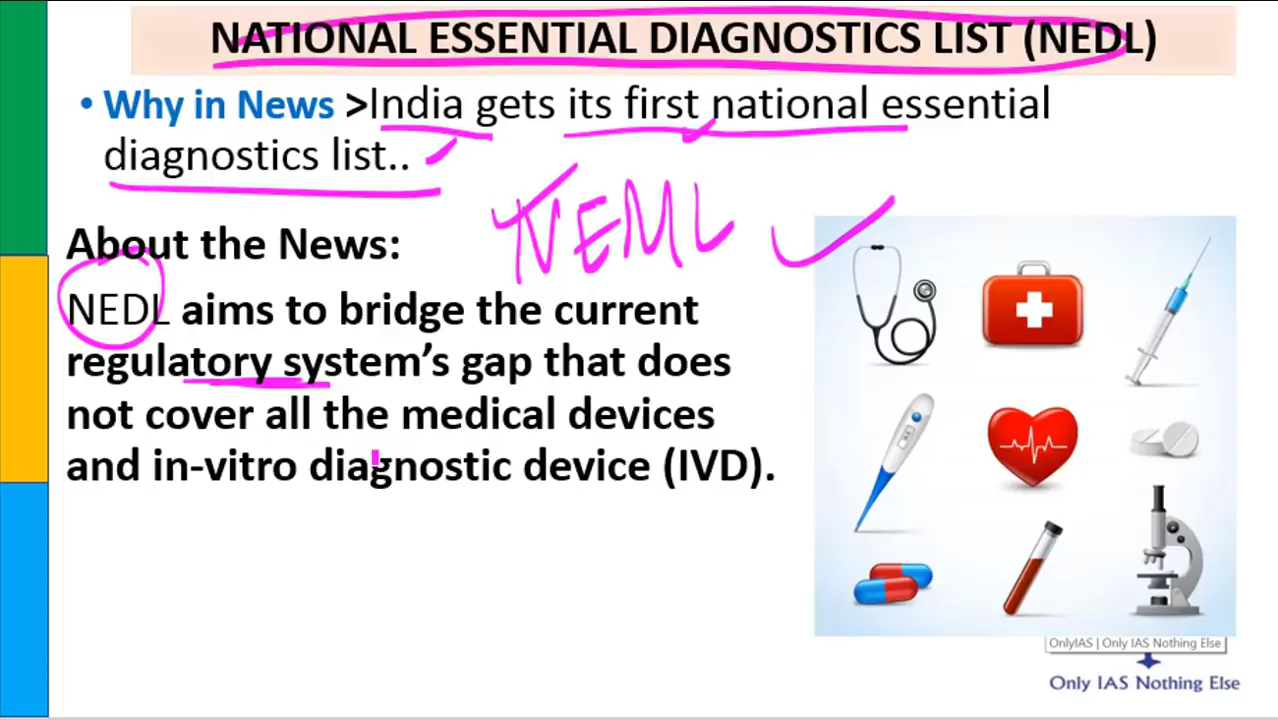 NATIONAL ESSENTIAL DIAGNOSTICS LIST (NEDL)
• Why in News >India gets its first national essential
diagnostics list..
NEML
About the News:
NEDL aims to bridge the current
regulatory system's gap that does
not cover all the medical devices
and in-vitro diagnostic device (IVD).
OnlyIAS | Only IAS Nothing Else
Only IAS Nothing Else